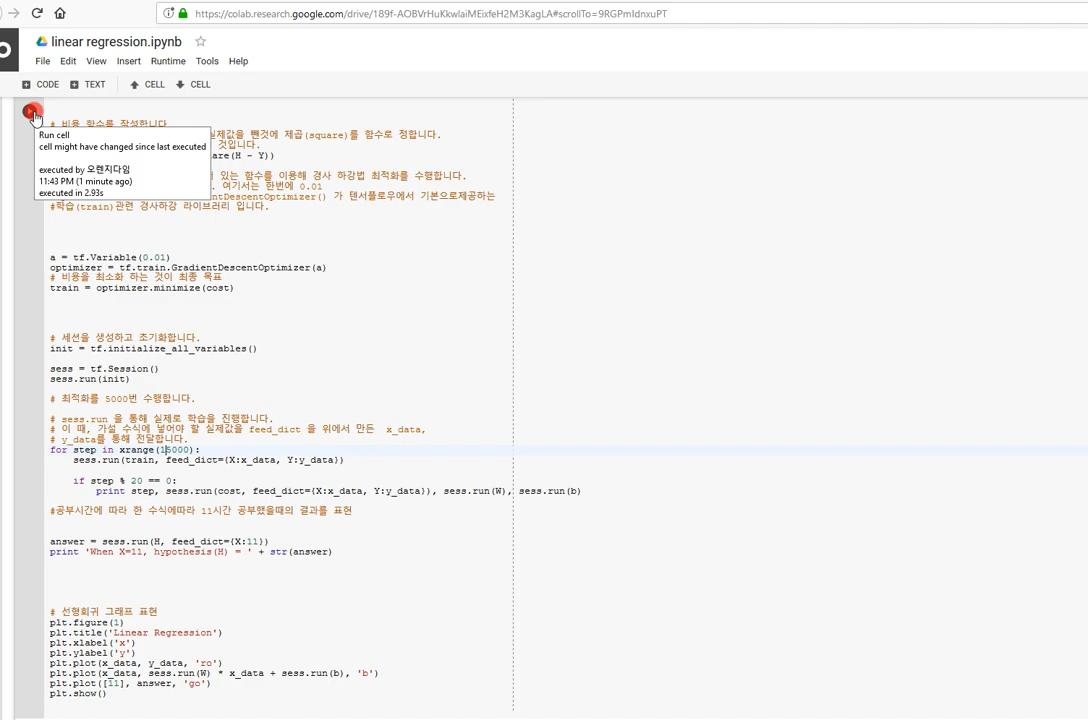 https://colab.research.google.com/drive/189f-AOBVrHuKkwlaiMEixfeH2M3KagLA#scrollTo=9RGPmIdnxuPT
linear regression.ipynb
File Edit View Insert Runtime Tools Help
CODE TEXT CELL CELL
# 비용 함수를 작성합니다
실제값을 뺀것에 제곱(square)를 함수로 정합니다.
것입니다.
are(H - Y))
Run cell
cell might have changed since last executed
executed by 오렌지다임
11:43 PM (1 minute ago)
executed in 2.93s
있는 함수를 이용해 경사 하강법 최적화를 수행합니다.
여기서는 한번에 0.01
entDescentOptimizer() 가 텐서플로우에서 기본으로제공하는
#학습(train)관련 경사하강 라이브러리 입니다.
a = tf.Variable(0.01)
optimizer = tf.train.GradientDescentOptimizer(a)
# 비용을 최소화 하는 것이 최종 목표
train = optimizer.minimize(cost)
# 세션을 생성하고 초기화합니다.
init = tf.initialize_all_variables()
sess = tf.Session()
sess.run(init)
# 최적화를 5000번 수행합니다.
# sess.run 을 통해 실제로 학습을 진행합니다.
# 이 때, 가설 수식에 넣어야 할 실제값을 feed_dict 을 위에서 만든 x_data,
# y_data를 통해 전달합니다.
for step in xrange(15000):
sess.run(train, feed_dict={X:x_data, Y:y_data})
if step % 20 == 0:
print step, sess.run(cost, feed_dict={X:x_data, Y:y_data}), sess.run(W), sess.run(b)
#공부시간에 따라 한 수식에따라 11시간 공부했을때의 결과를 표현
answer = sess.run(H, feed_dict={X:11})
print 'When X=11, hypothesis(H) = ' + str(answer)
# 선형회귀 그래프 표현
plt.figure(1)
plt.title('Linear Regression')
plt.xlabel('x')
plt.ylabel('y')
plt.plot(x_data, y_data, 'ro')
plt.plot(x_data, sess.run(W) * x_data + sess.run(b), 'b')
plt.plot([11], answer, 'go')
plt.show()